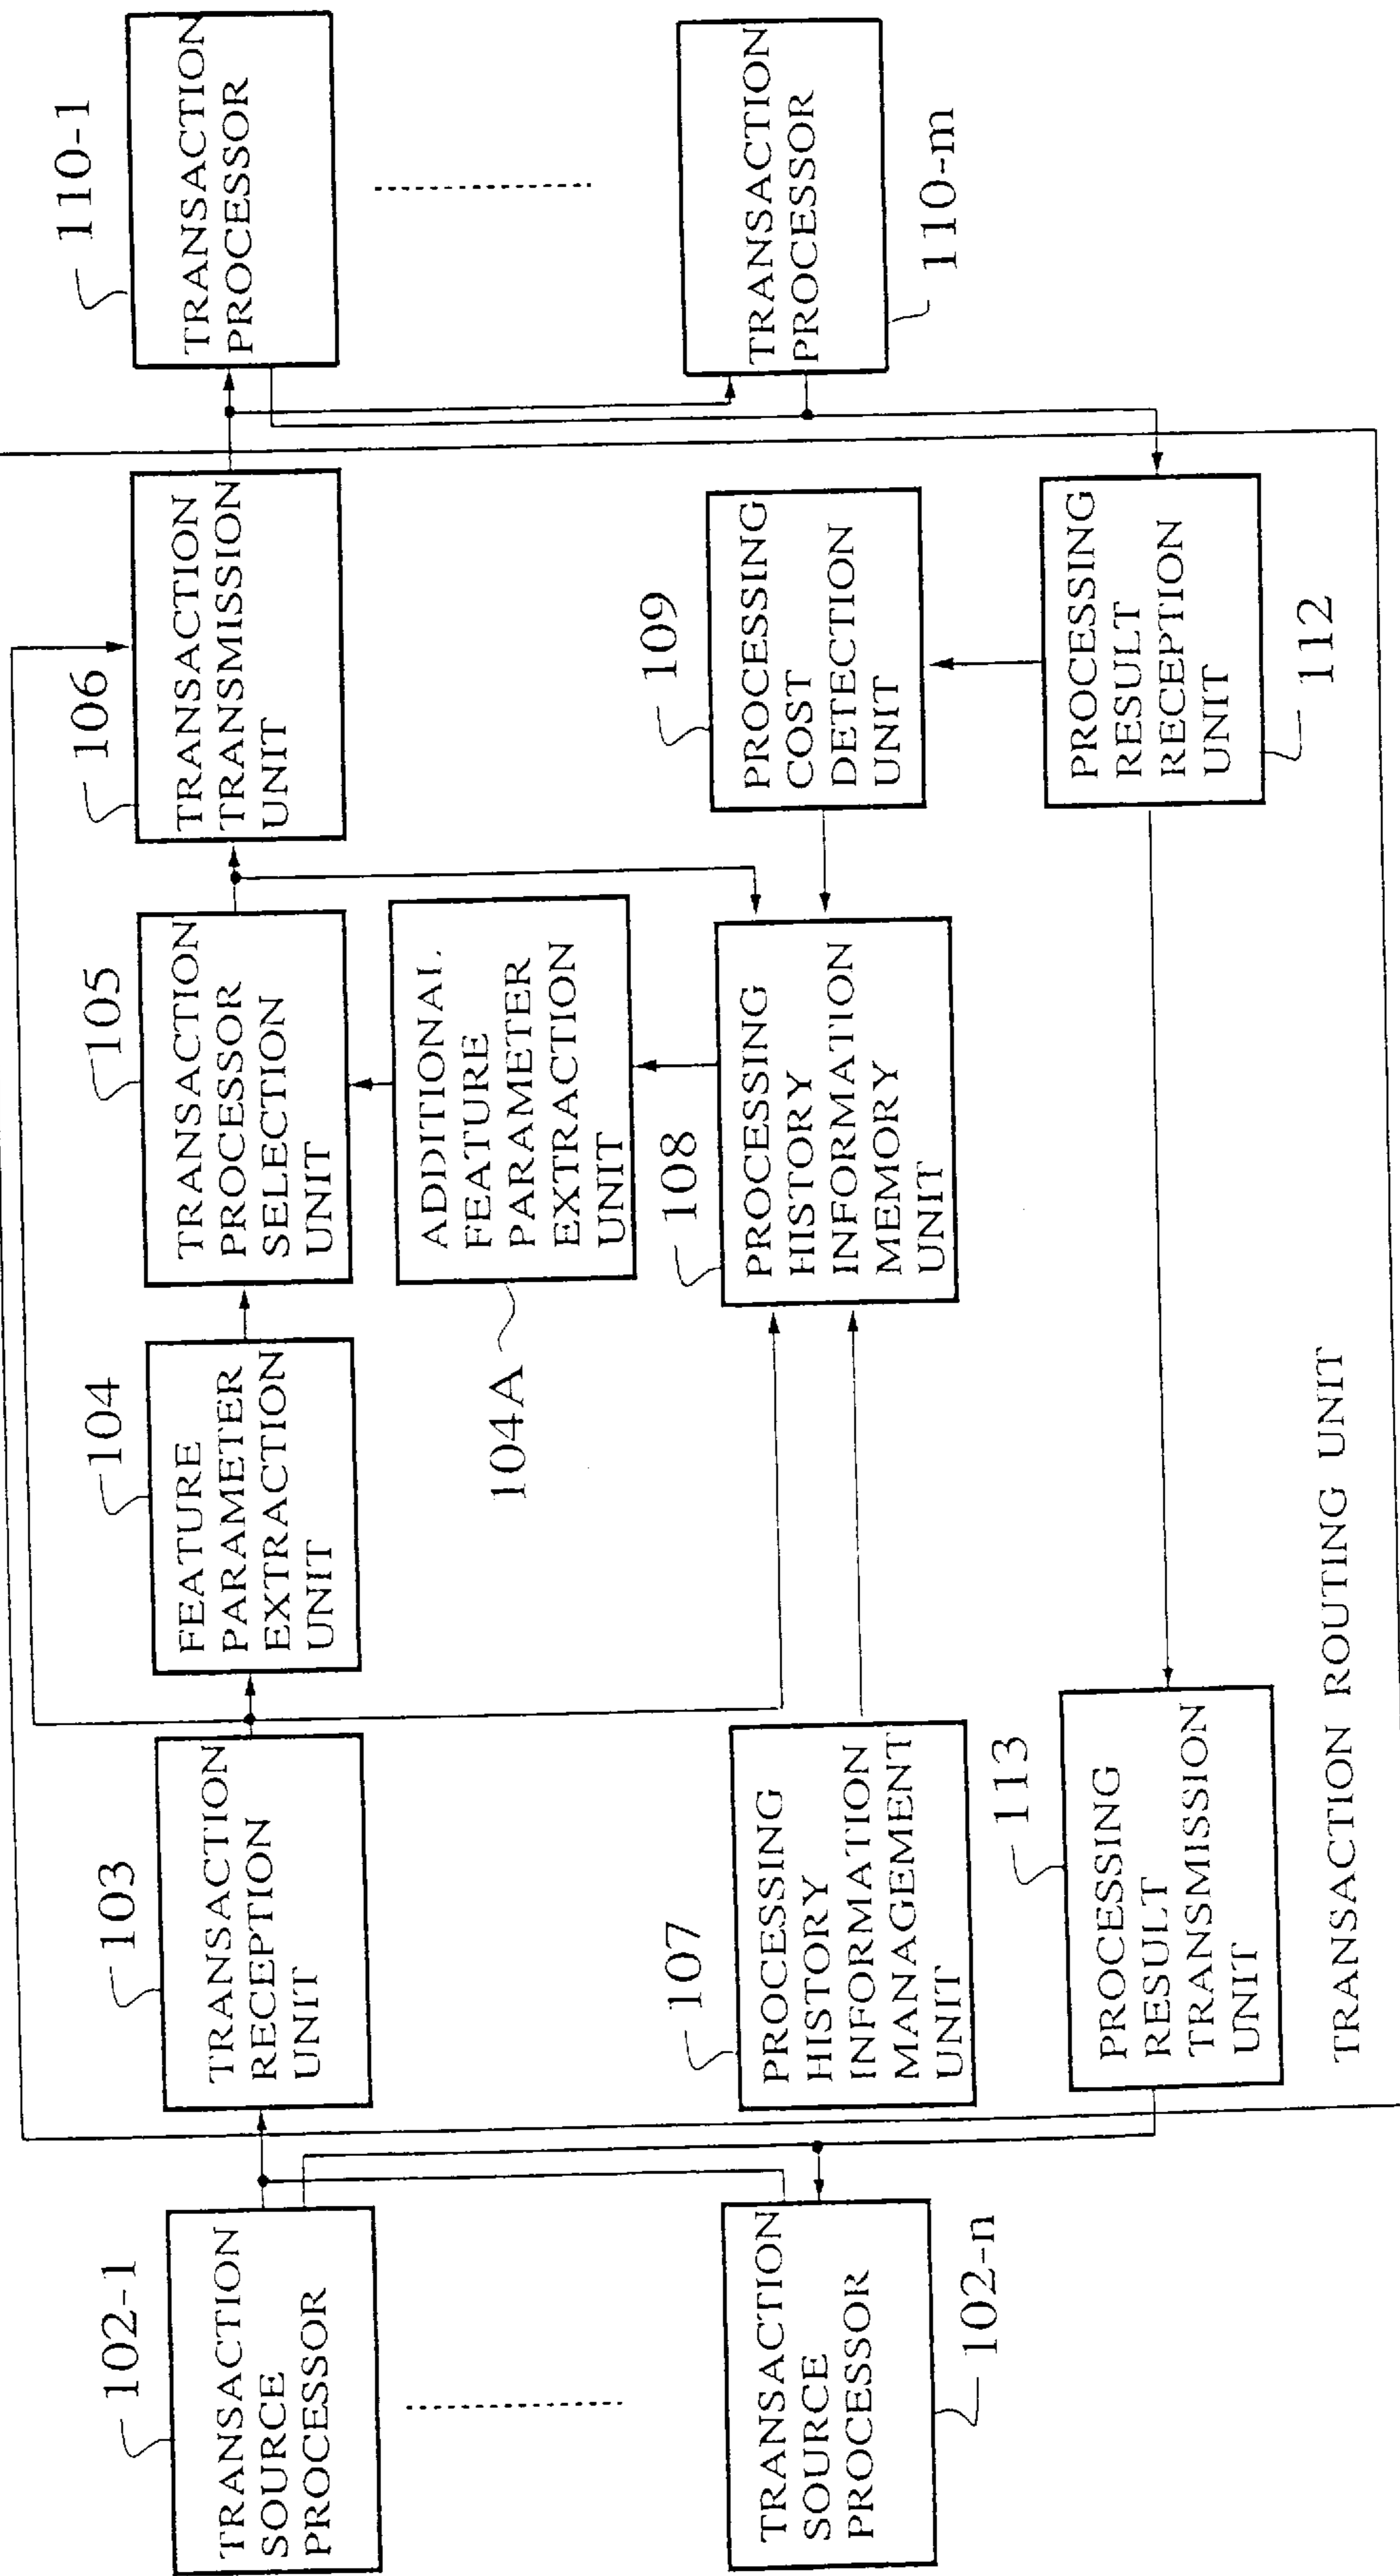 102-1
TRANSACTION
SOURCE
PROCESSOR
TRANSACTION
SOURCE
PROCESSOR
102-n
103
TRANSACTION
RECEPTION
UNIT
104
FEATURE
PARAMETER
EXTRACTION
UNIT
105
TRANSACTION
PROCESSOR
SELECTION
UNIT
106
TRANSACTION
TRANSMISSION
UNIT
110-1
TRANSACTION
PROCESSOR
TRANSACTION
PROCESSOR
110-m
ADDITIONAL
FEATURE
PARAMETER
EXTRACTION
UNIT
104A
107
PROCESSING
HISTORY
INFORMATION
MANAGEMENT
UNIT
108
PROCESSING
HISTORY
INFORMATION
MEMORY
UNIT
109
PROCESSING
COST
DETECTION
UNIT
113
PROCESSING
RESULT
TRANSMISSION
UNIT
PROCESSING
RESULT
RECEPTION
UNIT
112
TRANSACTION ROUTING UNIT